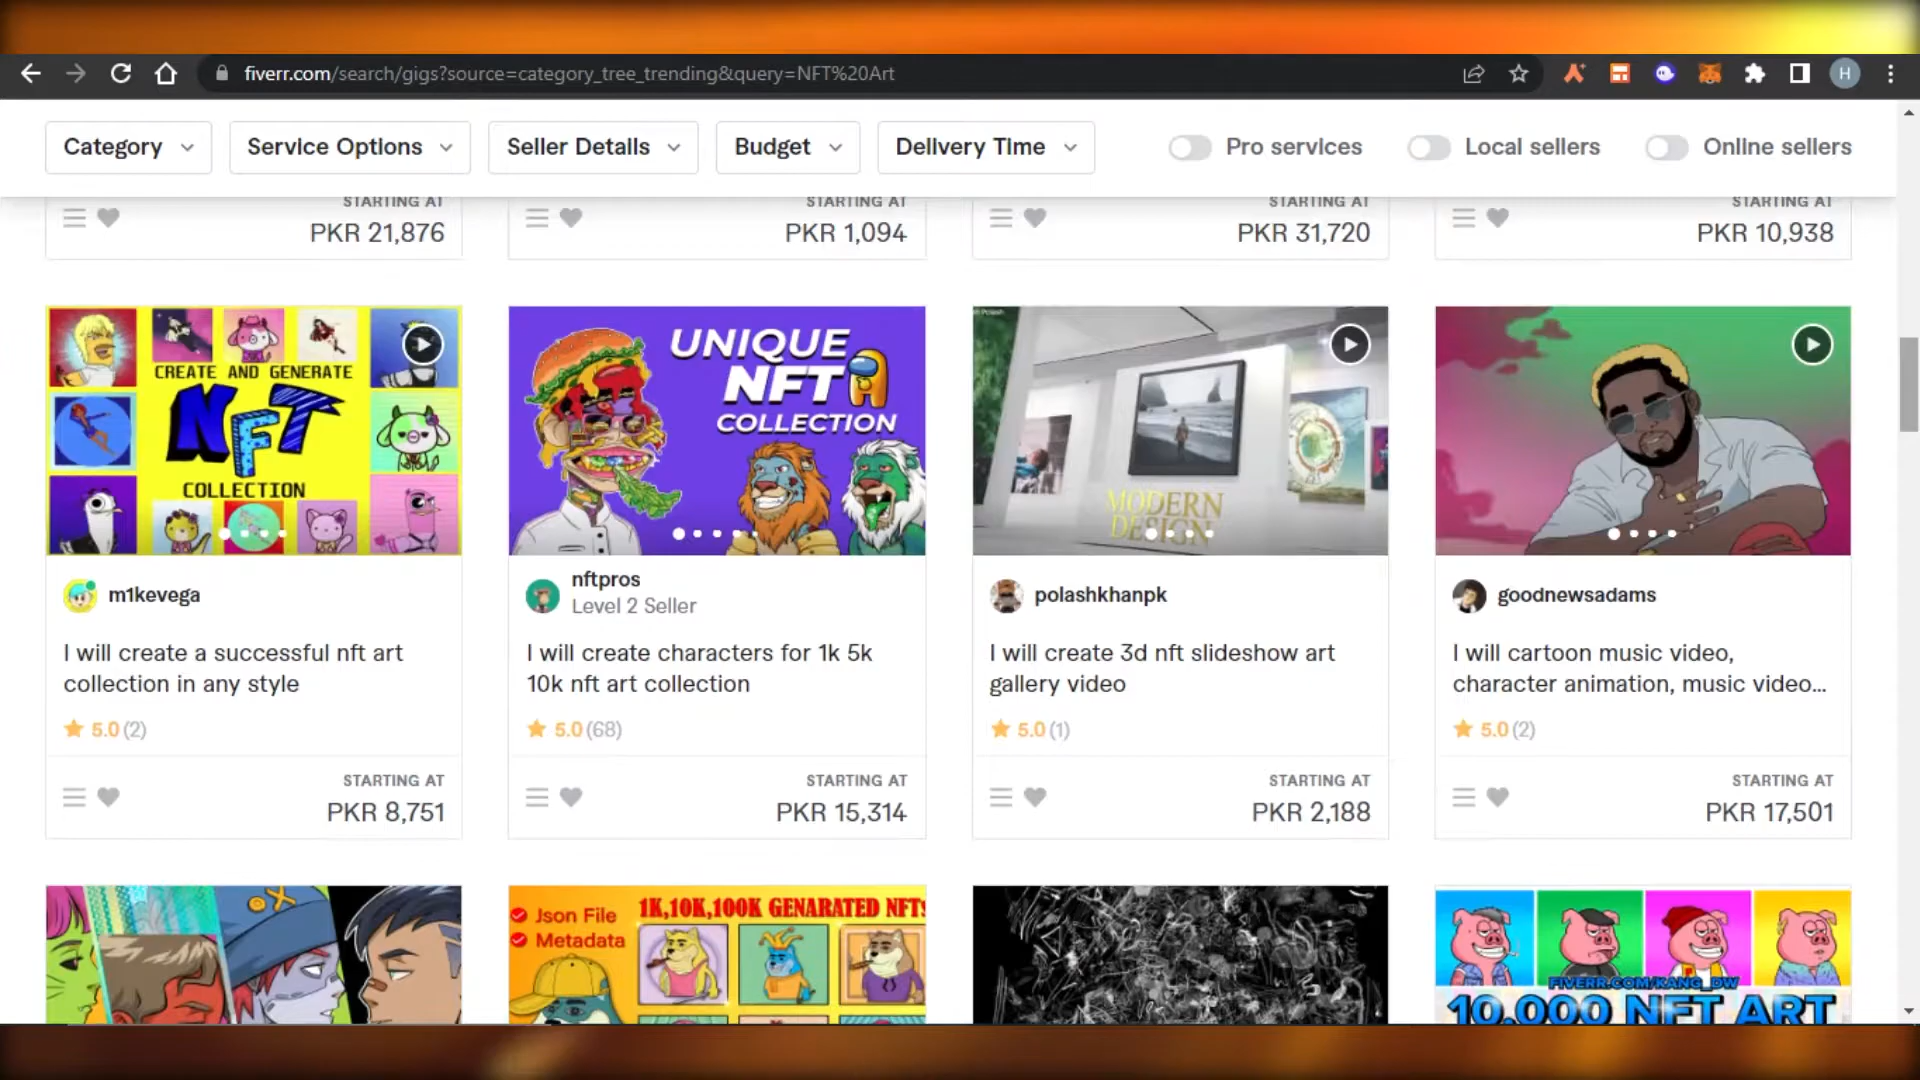 fiverr.com/search/gigs?source=category_tree_trending&query=NFT%20Art
H
Category
Service Options
Seller Details
Budget
Delivery Time
Pro services
Local sellers
Online sellers
STARTING AT
PKR 21,876
STARTING AT
PKR 1,094
STARTING AT
PKR 31,720
STARTING AT
PKR 10,938
CREATE AND GENERATE
NFT
COLLECTION
m1kevega
I will create a successful nft art
collection in any style
5.0 (2)
STARTING AT
PKR 8,751
UNIQUE
NFT
COLLECTION
nftpros
Level 2 Seller
I will create characters for 1k 5k
10k nft art collection
5.0 (68)
STARTING AT
PKR 15,314
MODERN
DESIGN
polashkhanpk
I will create 3d nft slideshow art
gallery video
5.0 (1)
STARTING AT
PKR 2,188
goodnewsadams
I will cartoon music video,
character animation, music video...
5.0 (2)
STARTING AT
PKR 17,501
Json File
Metadata
1K,10K,100K GENARATED NFTs
FIVERR.COM/KANG_DW
10.000 NFT ART